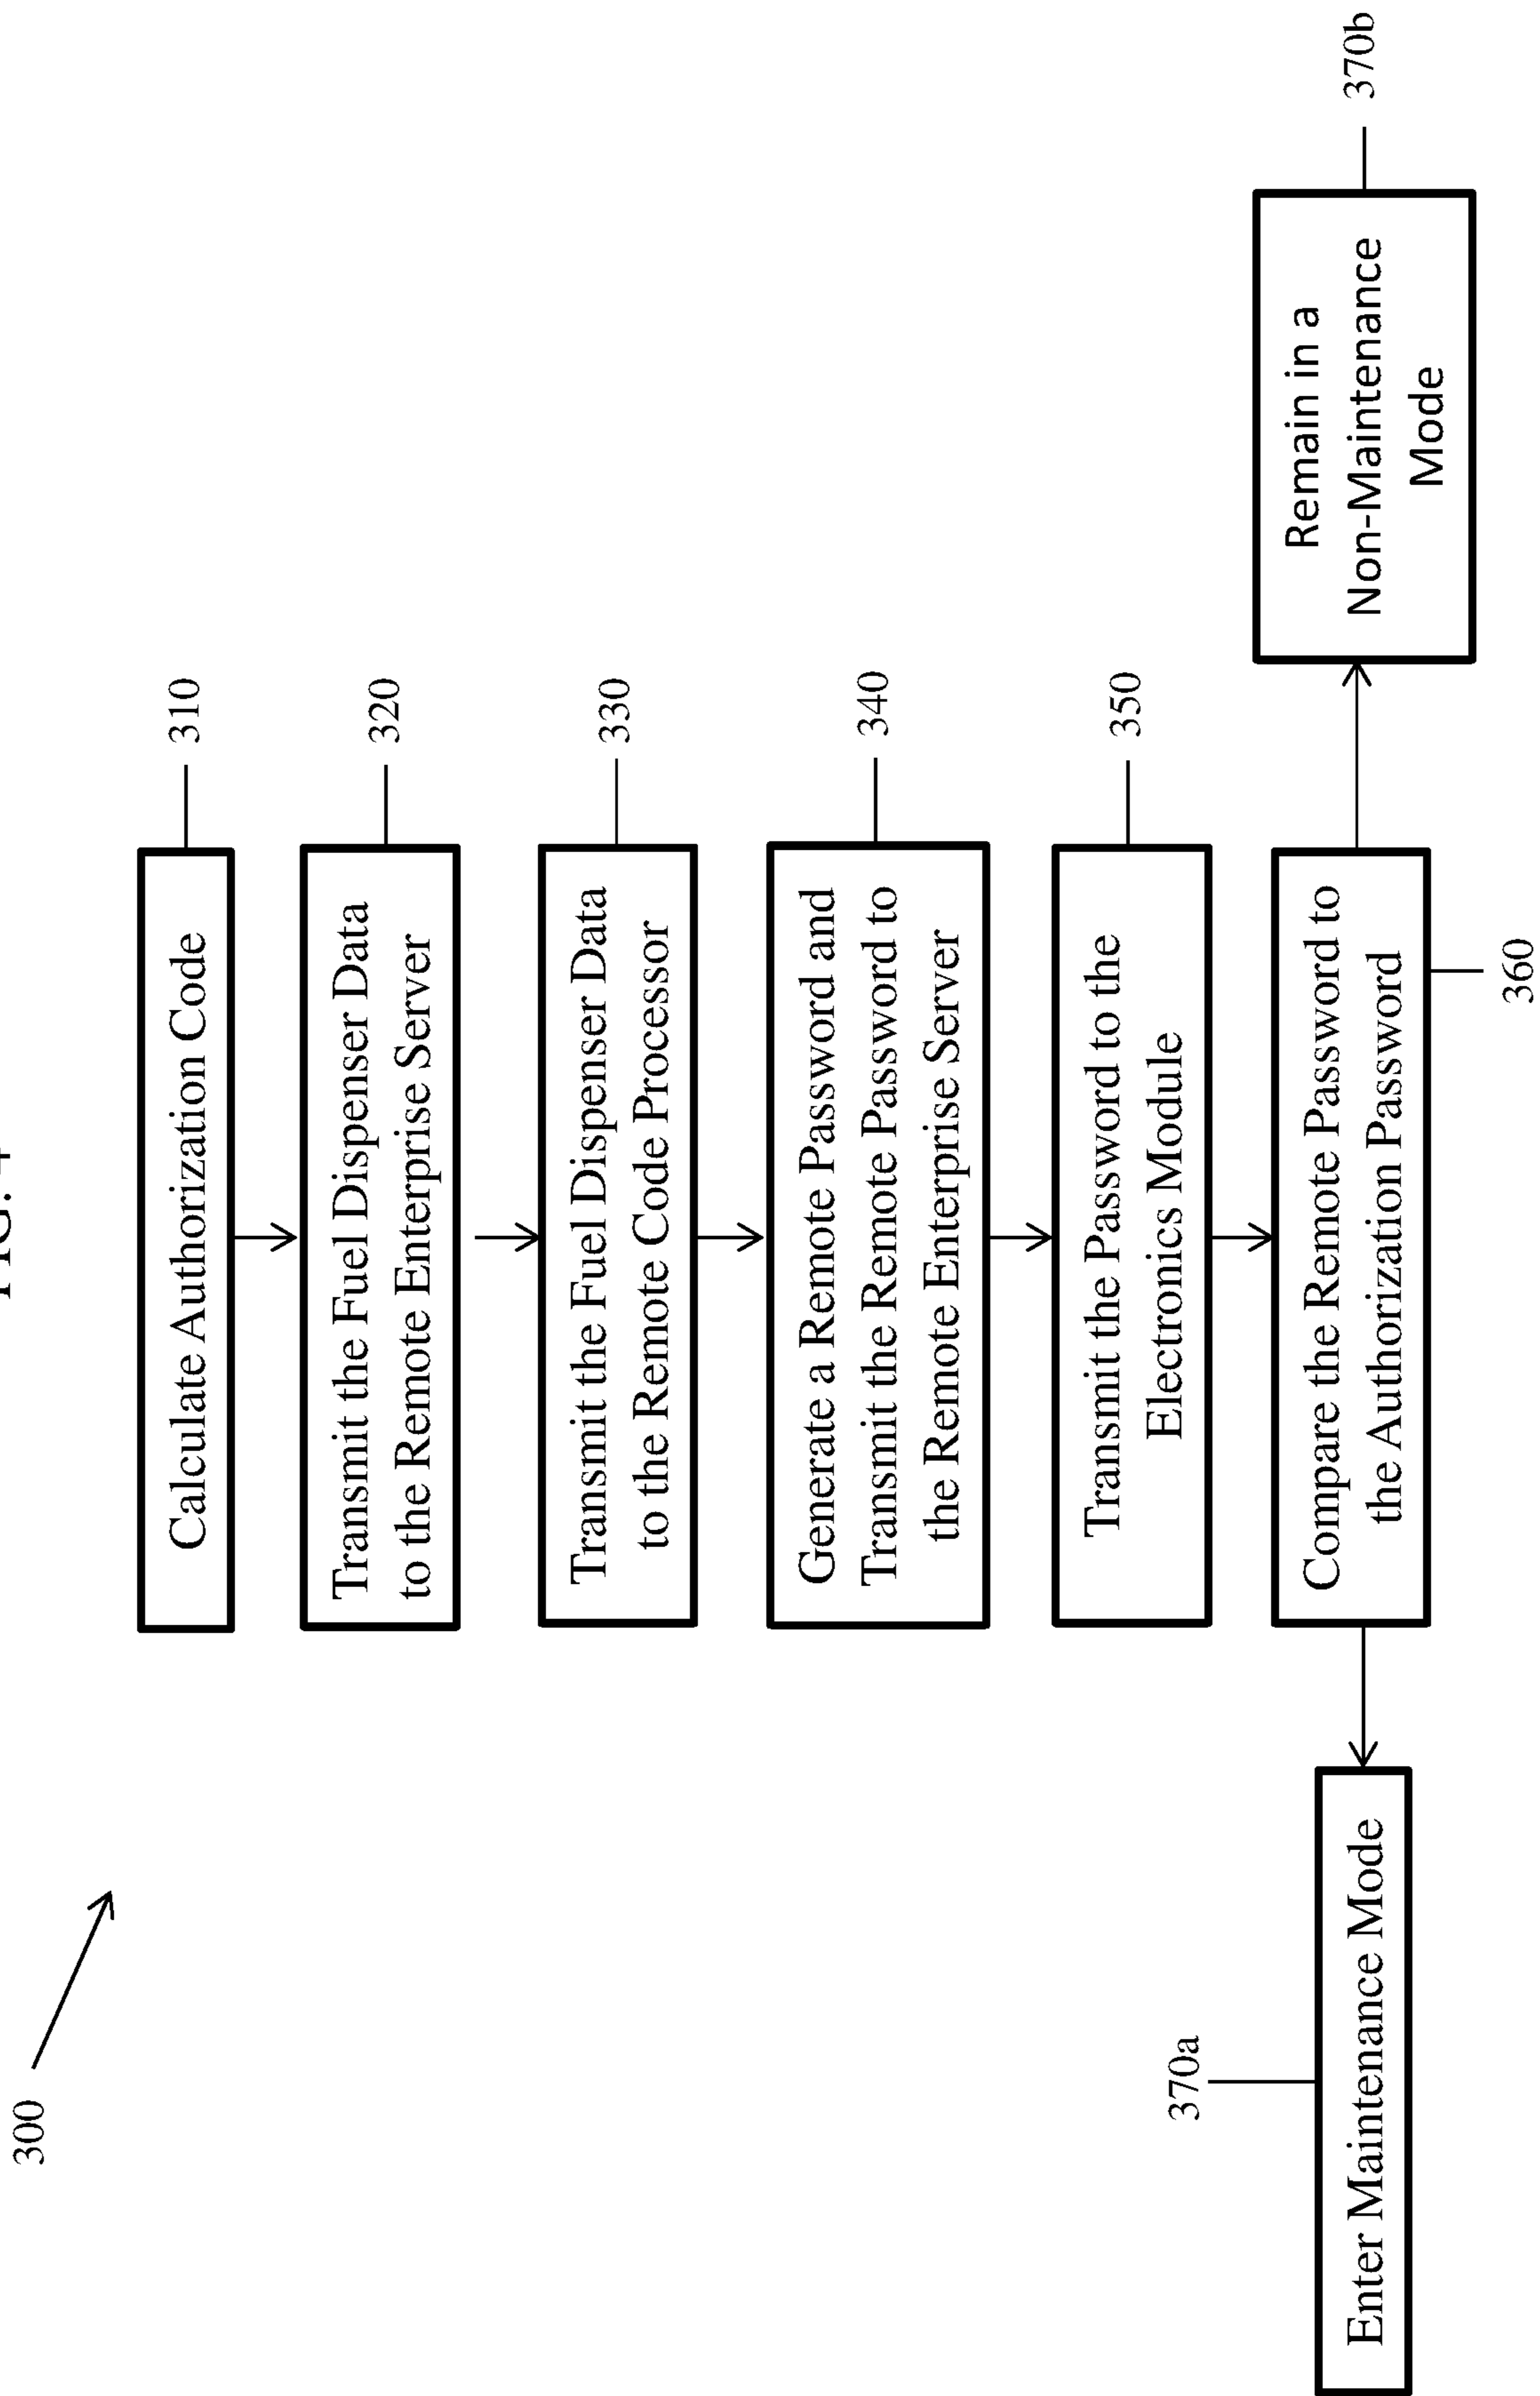 FIG. 4
300
Calculate Authorization Code
310
Transmit the Fuel Dispenser Data
to the Remote Enterprise Server
320
Transmit the Fuel Dispenser Data
to the Remote Code Processor
330
Generate a Remote Password and
Transmit the Remote Password to
the Remote Enterprise Server
340
Transmit the Password to the
Electronics Module
350
Compare the Remote Password to
the Authorization Password
360
370a
Enter Maintenance Mode
Remain in a
Non-Maintenance
Mode
370b